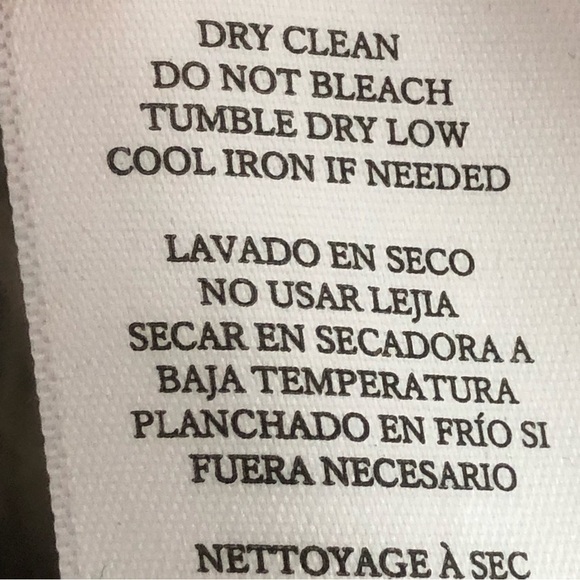 DRY CLEAN
DO NOT BLEACH
TUMBLE DRY LOW
COOL IRON IF NEEDED
LAVADO EN SECO
NO USAR LEJIA
SECAR EN SECADORA A
BAJA TEMPERATURA
PLANCHADO EN FRÍO SI
FUERA NECESARIO
NETTOYAGE À SEC